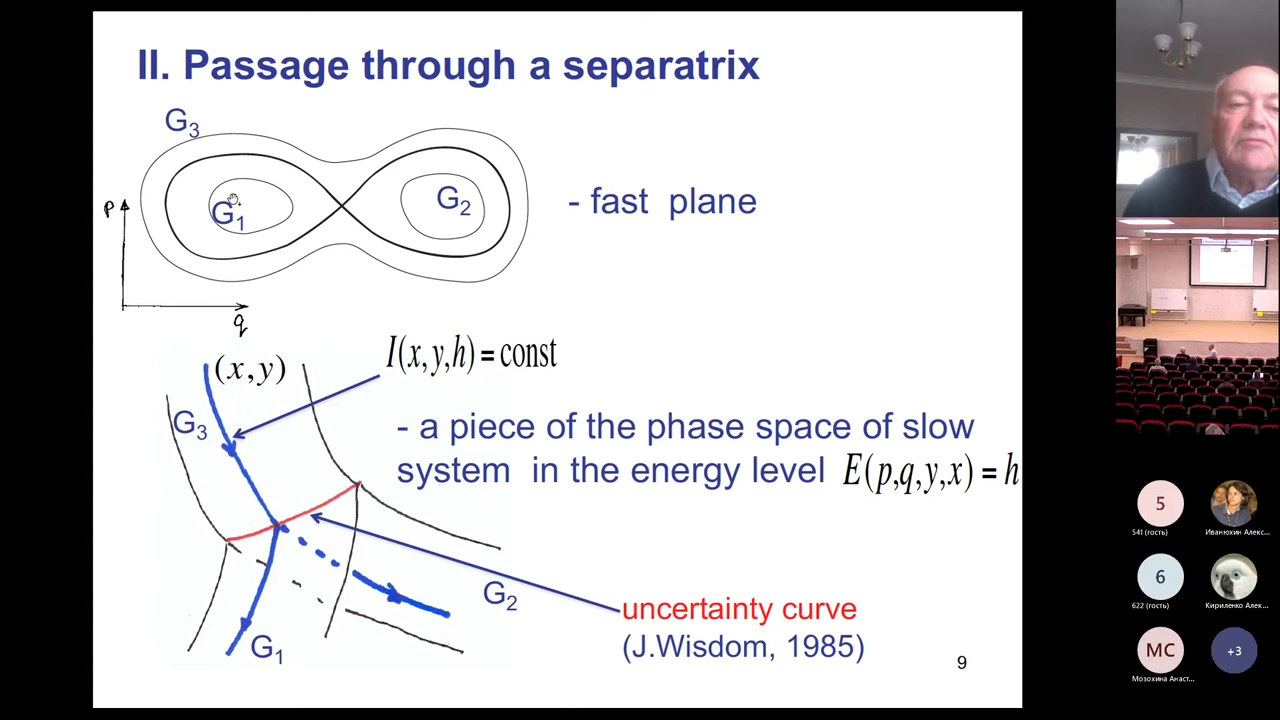 II. Passage through a separatrix
G3
G1
G2
- fast plane
p
q
(x,y)
I(x,y,h)=const
G3
- a piece of the phase space of slow
system in the energy level E(p,q,y,x)=h
G2
uncertainty curve
(J.Wisdom, 1985)
G1
9
5
541 (гость)
Иванюхин Алекс...
6
622 (гость)
Кириленко Алек...
МС
Мозохина Анаст...
+3